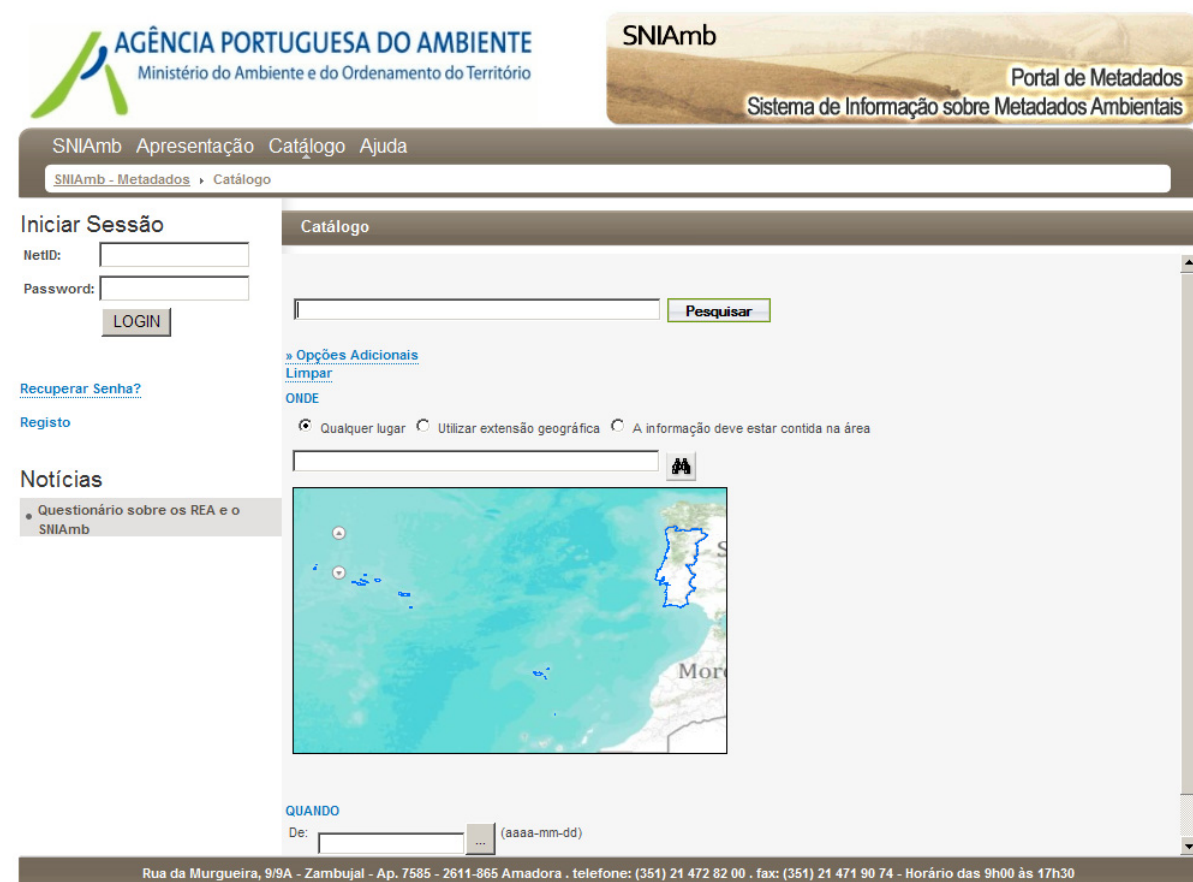 AGÊNCIA PORTUGUESA DO AMBIENTE
Ministério do Ambiente e do Ordenamento do Território
SNIAmb
Portal de Metadados
Sistema de Informação sobre Metadados Ambientais
SNIAmb Apresentação Catálogo Ajuda
SNIAmb - Metadados Catálogo
Iniciar Sessão
NetID:
Password:
LOGIN
Recuperar Senha?
Registo
Notícias
Questionário sobre os REA e o
SNIAmb
Catálogo
Pesquisar
» Opções Adicionais
Limpar
ONDE
Qualquer lugar Utilizar extensão geográfica A informação deve estar contida na área
S
Moro
QUANDO
De: ... (aaaa-mm-dd)
Rua da Murgueira, 9/9A - Zambujal - Ap. 7585 - 2611-865 Amadora . telefone: (351) 21 472 82 00 . fax: (351) 21 471 90 74 - Horário das 9h00 às 17h30